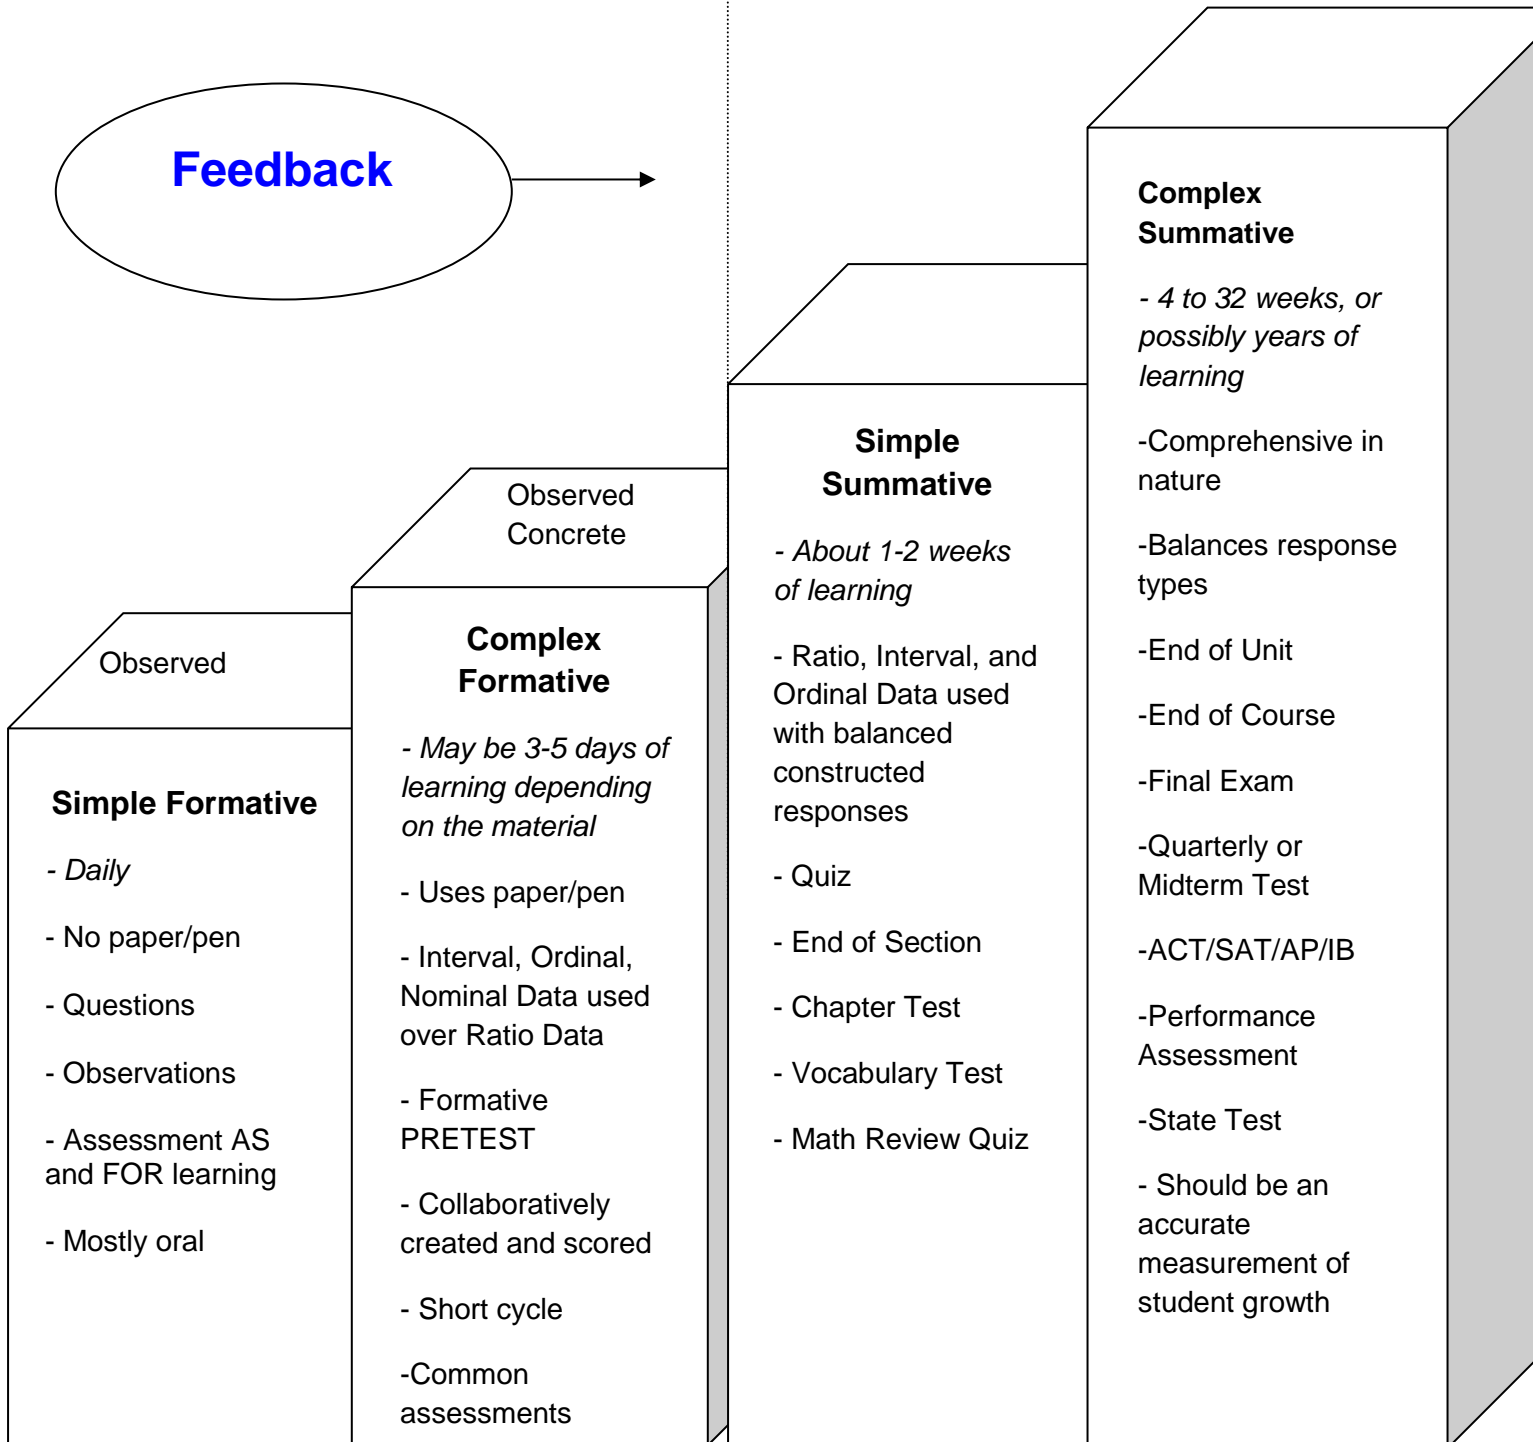 Feedback
Observed
Simple Formative
- Daily
- No paper/pen
- Questions
- Observations
- Assessment AS
and FOR learning
- Mostly oral
Observed
Concrete
Complex
Formative
- May be 3-5 days of
learning depending
on the material
- Uses paper/pen
- Interval, Ordinal,
Nominal Data used
over Ratio Data
- Formative
PRETEST
- Collaboratively
created and scored
- Short cycle
-Common
assessments
Simple
Summative
- About 1-2 weeks
of learning
- Ratio, Interval, and
Ordinal Data used
with balanced
constructed
responses
- Quiz
- End of Section
- Chapter Test
- Vocabulary Test
- Math Review Quiz
Complex
Summative
- 4 to 32 weeks, or
possibly years of
learning
-Comprehensive in
nature
-Balances response
types
-End of Unit
-End of Course
-Final Exam
-Quarterly or
Midterm Test
-ACT/SAT/AP/IB
-Performance
Assessment
-State Test
- Should be an
accurate
measurement of
student growth